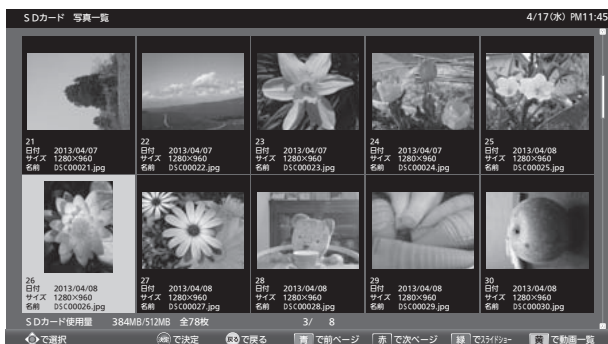 SDカード 写真一覧
4/17(水) PM11:45
21
日付 2013/04/07
サイズ 1280×960
名前 DSC00021.jpg
22
日付 2013/04/07
サイズ 1280×960
名前 DSC00022.jpg
23
日付 2013/04/07
サイズ 1280×960
名前 DSC00023.jpg
24
日付 2013/04/07
サイズ 1280×960
名前 DSC00024.jpg
25
日付 2013/04/08
サイズ 1280×960
名前 DSC00025.jpg
26
日付 2013/04/08
サイズ 1280×960
名前 DSC00026.jpg
27
日付 2013/04/08
サイズ 1280×960
名前 DSC00027.jpg
28
日付 2013/04/08
サイズ 1280×960
名前 DSC00028.jpg
29
日付 2013/04/08
サイズ 1280×960
名前 DSC00029.jpg
30
日付 2013/04/08
サイズ 1280×960
名前 DSC00030.jpg
SDカード使用量 384MB/512MB 全78枚 3/ 8
で選択 決定 で決定 戻る で戻る 青 で前ページ 赤 で次ページ 緑 でスライドショー 黄 で動画一覧